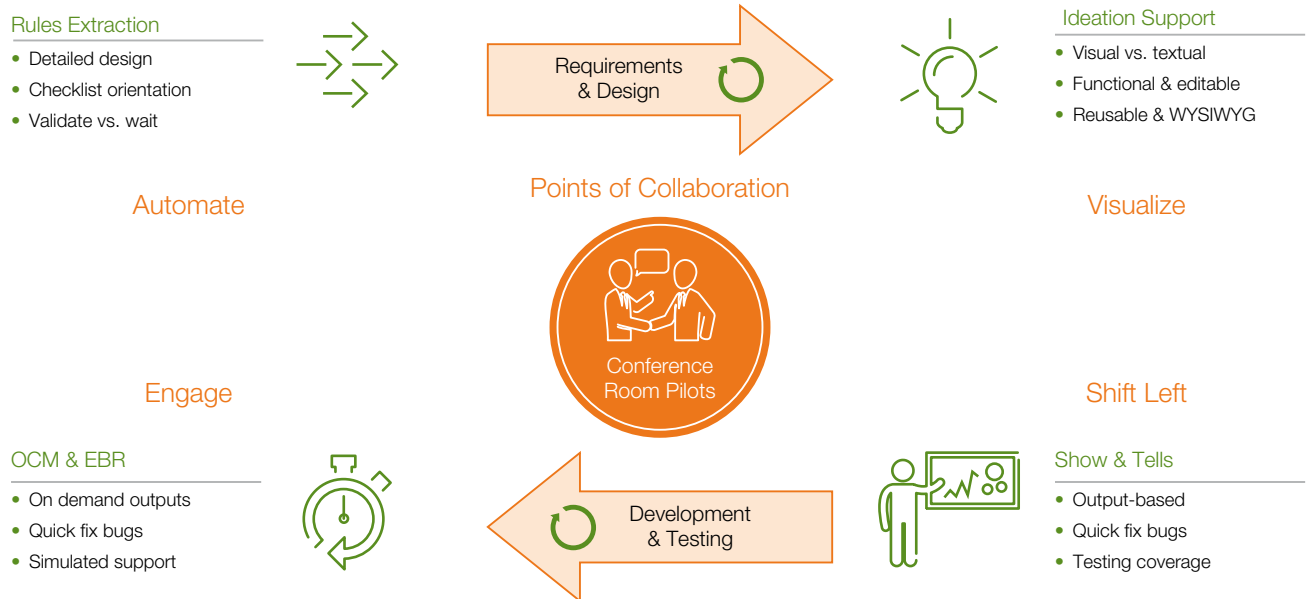 Rules Extraction
• Detailed design
• Checklist orientation
• Validate vs. wait
Requirements
& Design
Ideation Support
• Visual vs. textual
• Functional & editable
• Reusable & WYSIWYG
Automate
Points of Collaboration
Visualize
Conference
Room Pilots
Engage
Shift Left
OCM & EBR
• On demand outputs
• Quick fix bugs
• Simulated support
Development
& Testing
Show & Tells
• Output-based
• Quick fix bugs
• Testing coverage